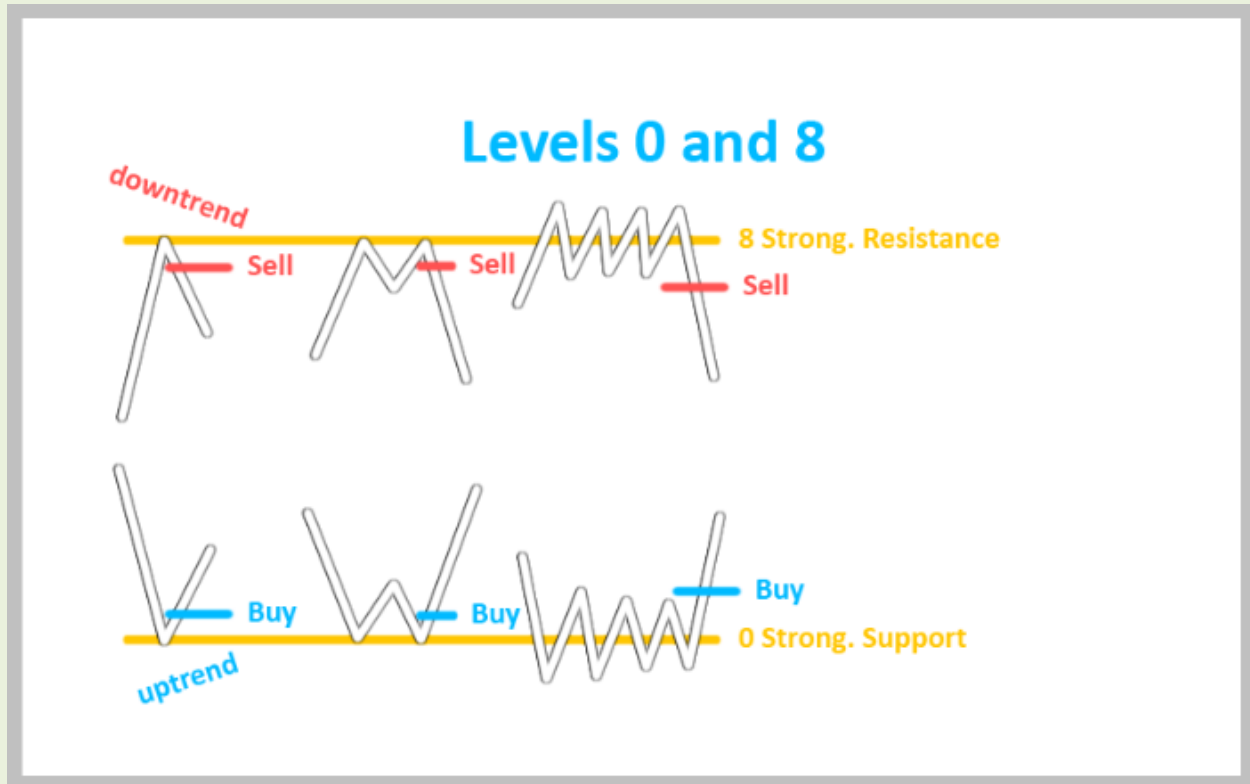 Levels 0 and 8
downtrend
8 Strong. Resistance
Sell
Sell
Sell
Buy
Buy
Buy
0 Strong. Support
uptrend